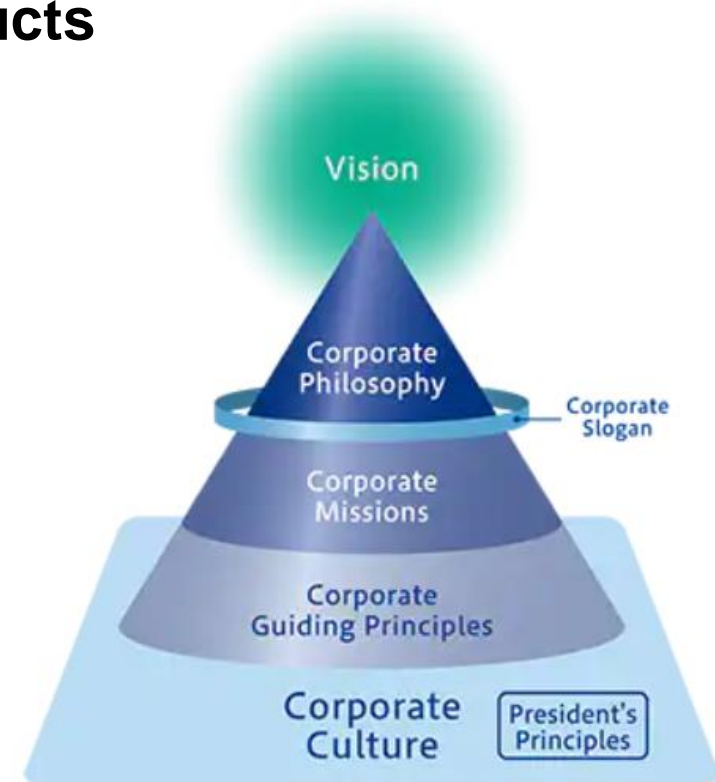 ucts
Vision
Corporate
Philosophy
Corporate
Slogan
Corporate
Missions
Corporate
Guiding Principles
Corporate
Culture
President's
Principles